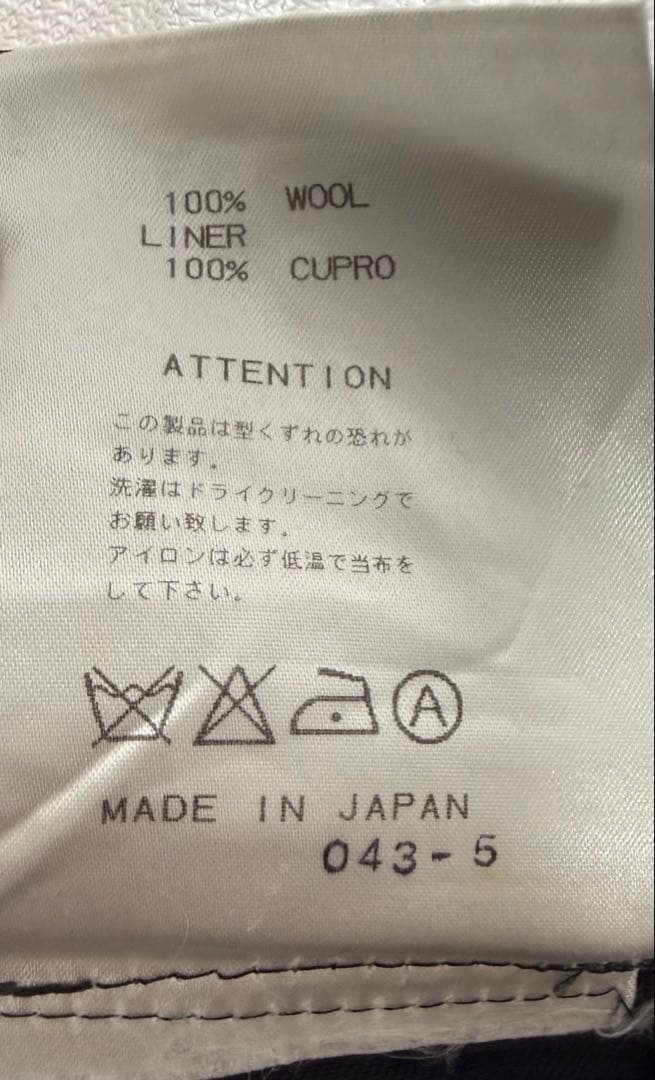 100% WOOL
LINER
100% CUPRO
ATTENTION
この製品は型くずれの恐れが
あります。
洗濯はドライクリーニングで
お願い致します。
アイロンは必ず低温で当布を
して下さい。
A
MADE IN JAPAN
043-5